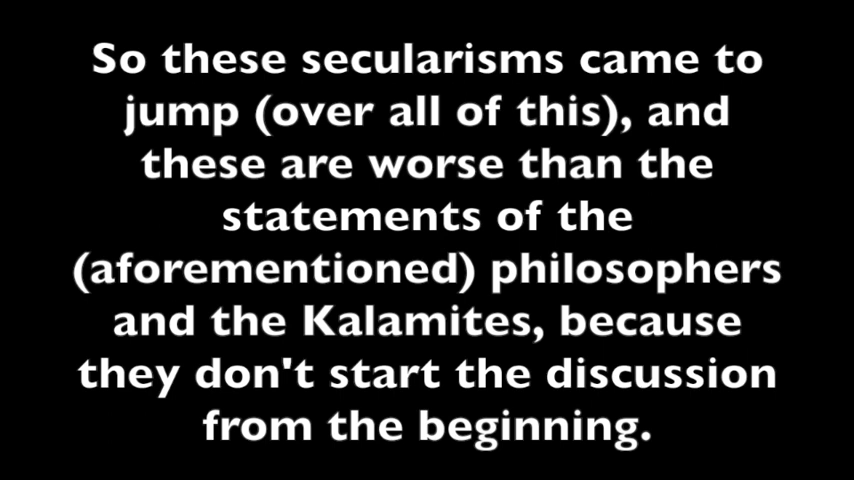 So these secularisms came to
jump (over all of this), and
these are worse than the
statements of the
(aforementioned) philosophers
and the Kalamites, because
they don't start the discussion
from the beginning.